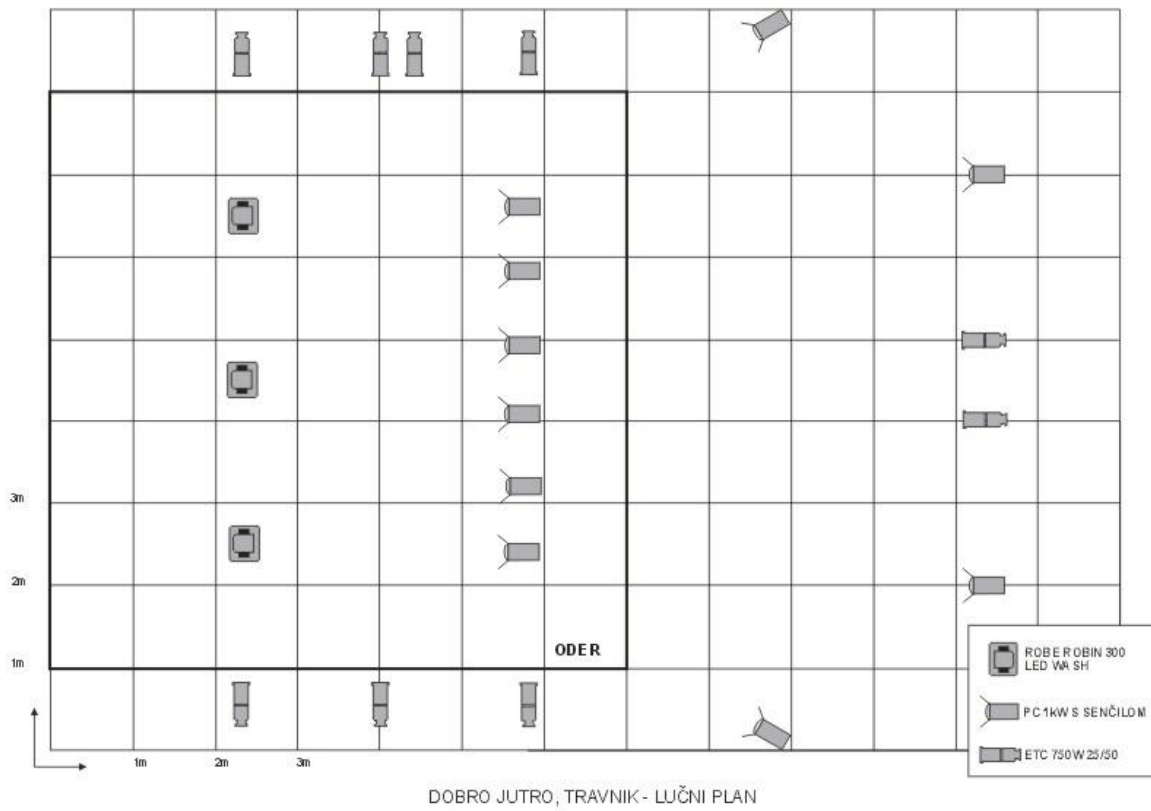 3m
2m
1m
ODER
1m
2m
3m
ROBE ROBIN 300
LED WASH
PC 1kW S SENČILOM
ETC 750W 25/50
DOBRO JUTRO, TRAVNIK - LUČNI PLAN